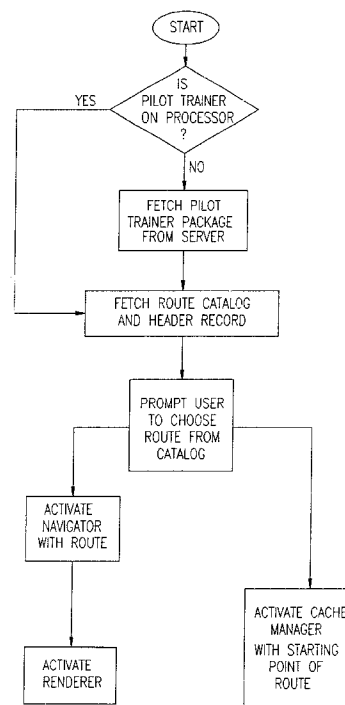 START
IS
PILOT TRAINER
ON PROCESSOR
?
YES
NO
FETCH PILOT
TRAINER PACKAGE
FROM SERVER
FETCH ROUTE CATALOG
AND HEADER RECORD
PROMPT USER
TO CHOOSE
ROUTE FROM
CATALOG
ACTIVATE
NAVIGATOR
WITH ROUTE
ACTIVATE
RENDERER
ACTIVATE CACHE
MANAGER
WITH STARTING
POINT OF
ROUTE